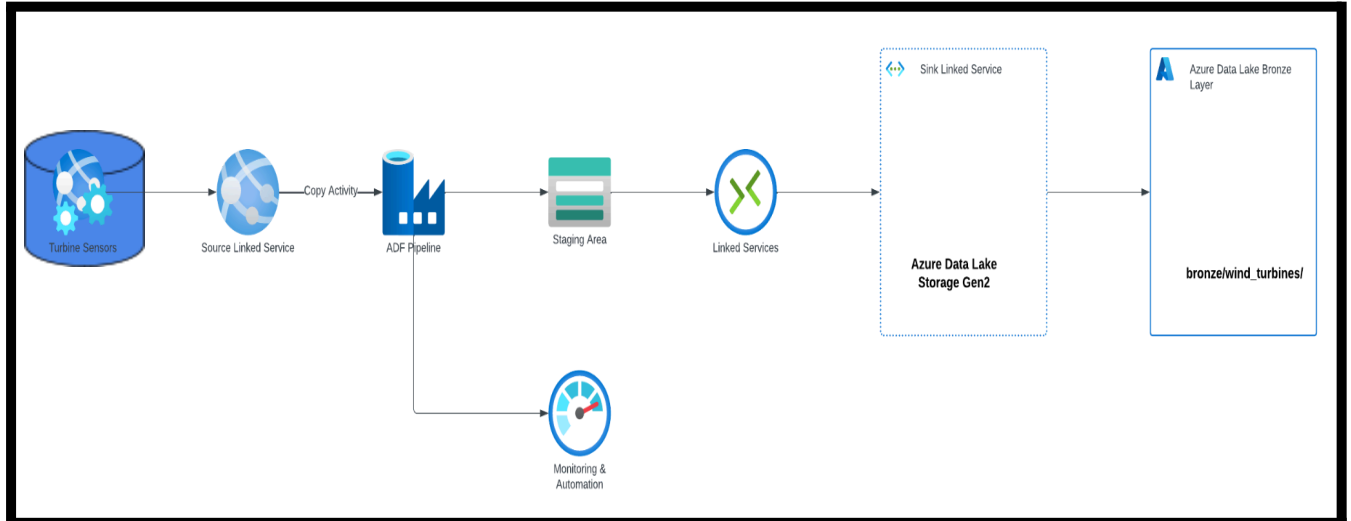 Turbine Sensors
Source Linked Service
Copy Activity
ADF Pipeline
Staging Area
Linked Services
Sink Linked Service
Azure Data Lake
Storage Gen2
Azure Data Lake Bronze
Layer
bronze/wind_turbines/
Monitoring &
Automation